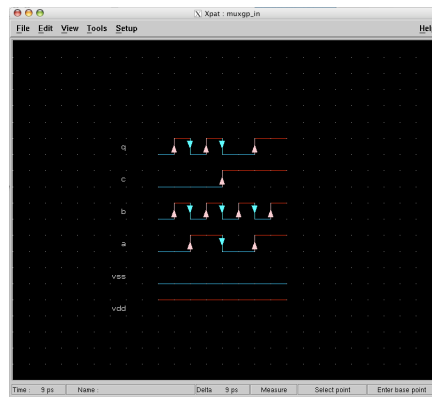 Xpat : muxgp_in
File Edit View Tools Setup Help
q
c
b
a
vss
vdd
Time : 9 ps Name : Delta 9 ps Measure Select point Enter base point